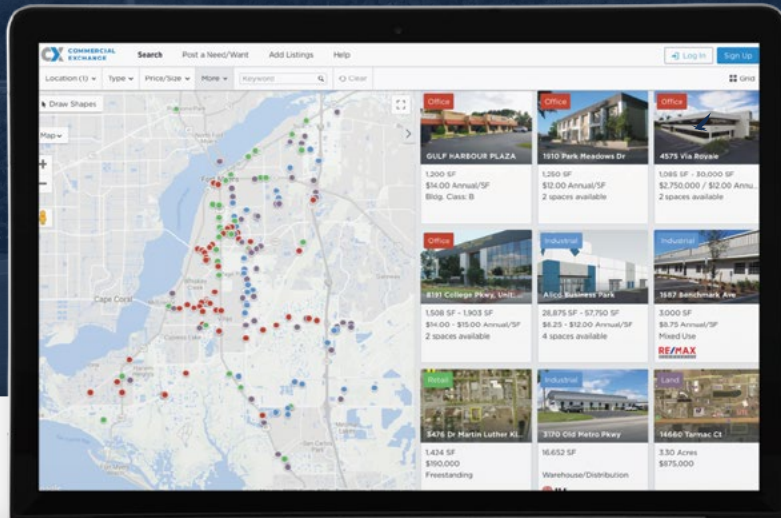 CX COMMERCIAL EXCHANGE
Search
Post a Need/Want
Add Listings
Help
Log In
Sign Up
Location (1)
Type
Price/Size
More
Keyword
Clear
Grid
Draw Shapes
Map
Fort Myers
Cape Coral
Office
GULF HARBOUR PLAZA
1,200 SF
$14.00 Annual/SF
Bldg. Class: B
Office
1910 Park Meadows Dr
1,250 SF
$12.00 Annual/SF
2 spaces available
Office
4575 Via Royale
1,085 SF - 30,000 SF
$2,750,000 / $12.00 Annu...
2 spaces available
Office
8191 College Pkwy, Unit:...
1,508 SF - 1,903 SF
$14.00 - $15.00 Annual/SF
2 spaces available
Industrial
Alico Business Park
28,875 SF - 57,750 SF
$6.25 - $12.00 Annual/SF
4 spaces available
Industrial
1687 Benchmark Ave
3,000 SF
$8.75 Annual/SF
Mixed Use
RE/MAX
Retail
3476 Dr Martin Luther Ki...
1,434 SF
$190,000
Freestanding
Industrial
3170 Old Metro Pkwy
16,652 SF
Warehouse/Distribution
Land
14660 Tarmac Ct
3.30 Acres
$875,000